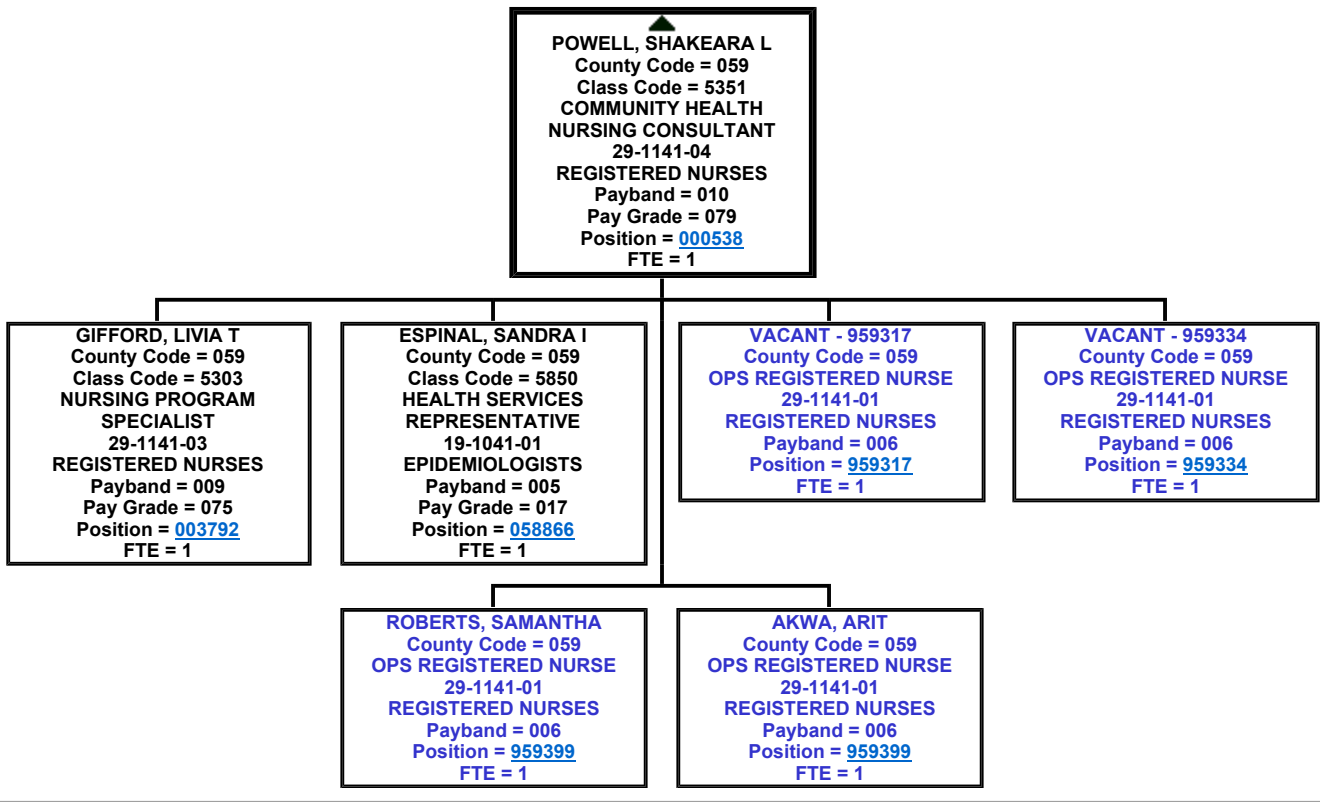 POWELL, SHAKEARA L
County Code = 059
Class Code = 5351
COMMUNITY HEALTH
NURSING CONSULTANT
29-1141-04
REGISTERED NURSES
Payband = 010
Pay Grade = 079
Position = 000538
FTE = 1
GIFFORD, LIVIA T
County Code = 059
Class Code = 5303
NURSING PROGRAM
SPECIALIST
29-1141-03
REGISTERED NURSES
Payband = 009
Pay Grade = 075
Position = 003792
FTE = 1
ESPINAL, SANDRA I
County Code = 059
Class Code = 5850
HEALTH SERVICES
REPRESENTATIVE
19-1041-01
EPIDEMIOLOGISTS
Payband = 005
Pay Grade = 017
Position = 058866
FTE = 1
VACANT - 959317
County Code = 059
OPS REGISTERED NURSE
29-1141-01
REGISTERED NURSES
Payband = 006
Position = 959317
FTE = 1
VACANT - 959334
County Code = 059
OPS REGISTERED NURSE
29-1141-01
REGISTERED NURSES
Payband = 006
Position = 959334
FTE = 1
ROBERTS, SAMANTHA
County Code = 059
OPS REGISTERED NURSE
29-1141-01
REGISTERED NURSES
Payband = 006
Position = 959399
FTE = 1
AKWA, ARIT
County Code = 059
OPS REGISTERED NURSE
29-1141-01
REGISTERED NURSES
Payband = 006
Position = 959399
FTE = 1